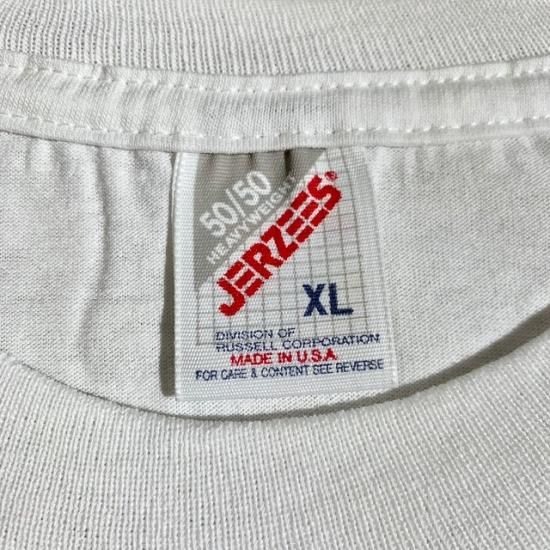 50/50
HEAVYWEIGHT
JERZEES®
XL
DIVISION OF
RUSSELL CORPORATION
MADE IN U.S.A.
FOR CARE & CONTENT SEE REVERSE